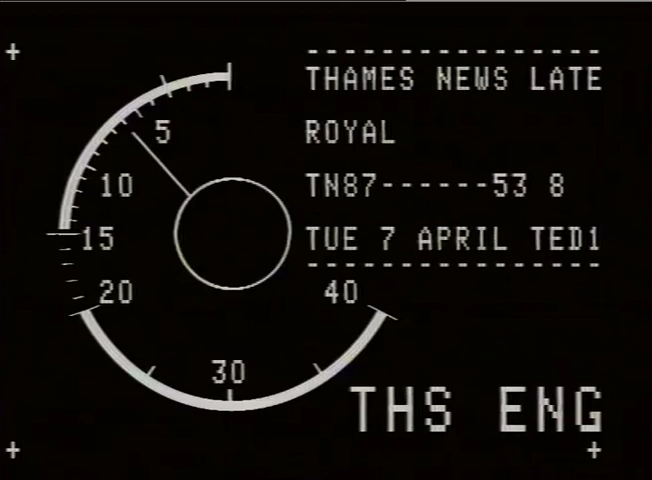 ----------------
THAMES NEWS LATE
ROYAL
TN87------53 8
TUE 7 APRIL TED1
----------------
5
10
15
20
30
40
THS ENG